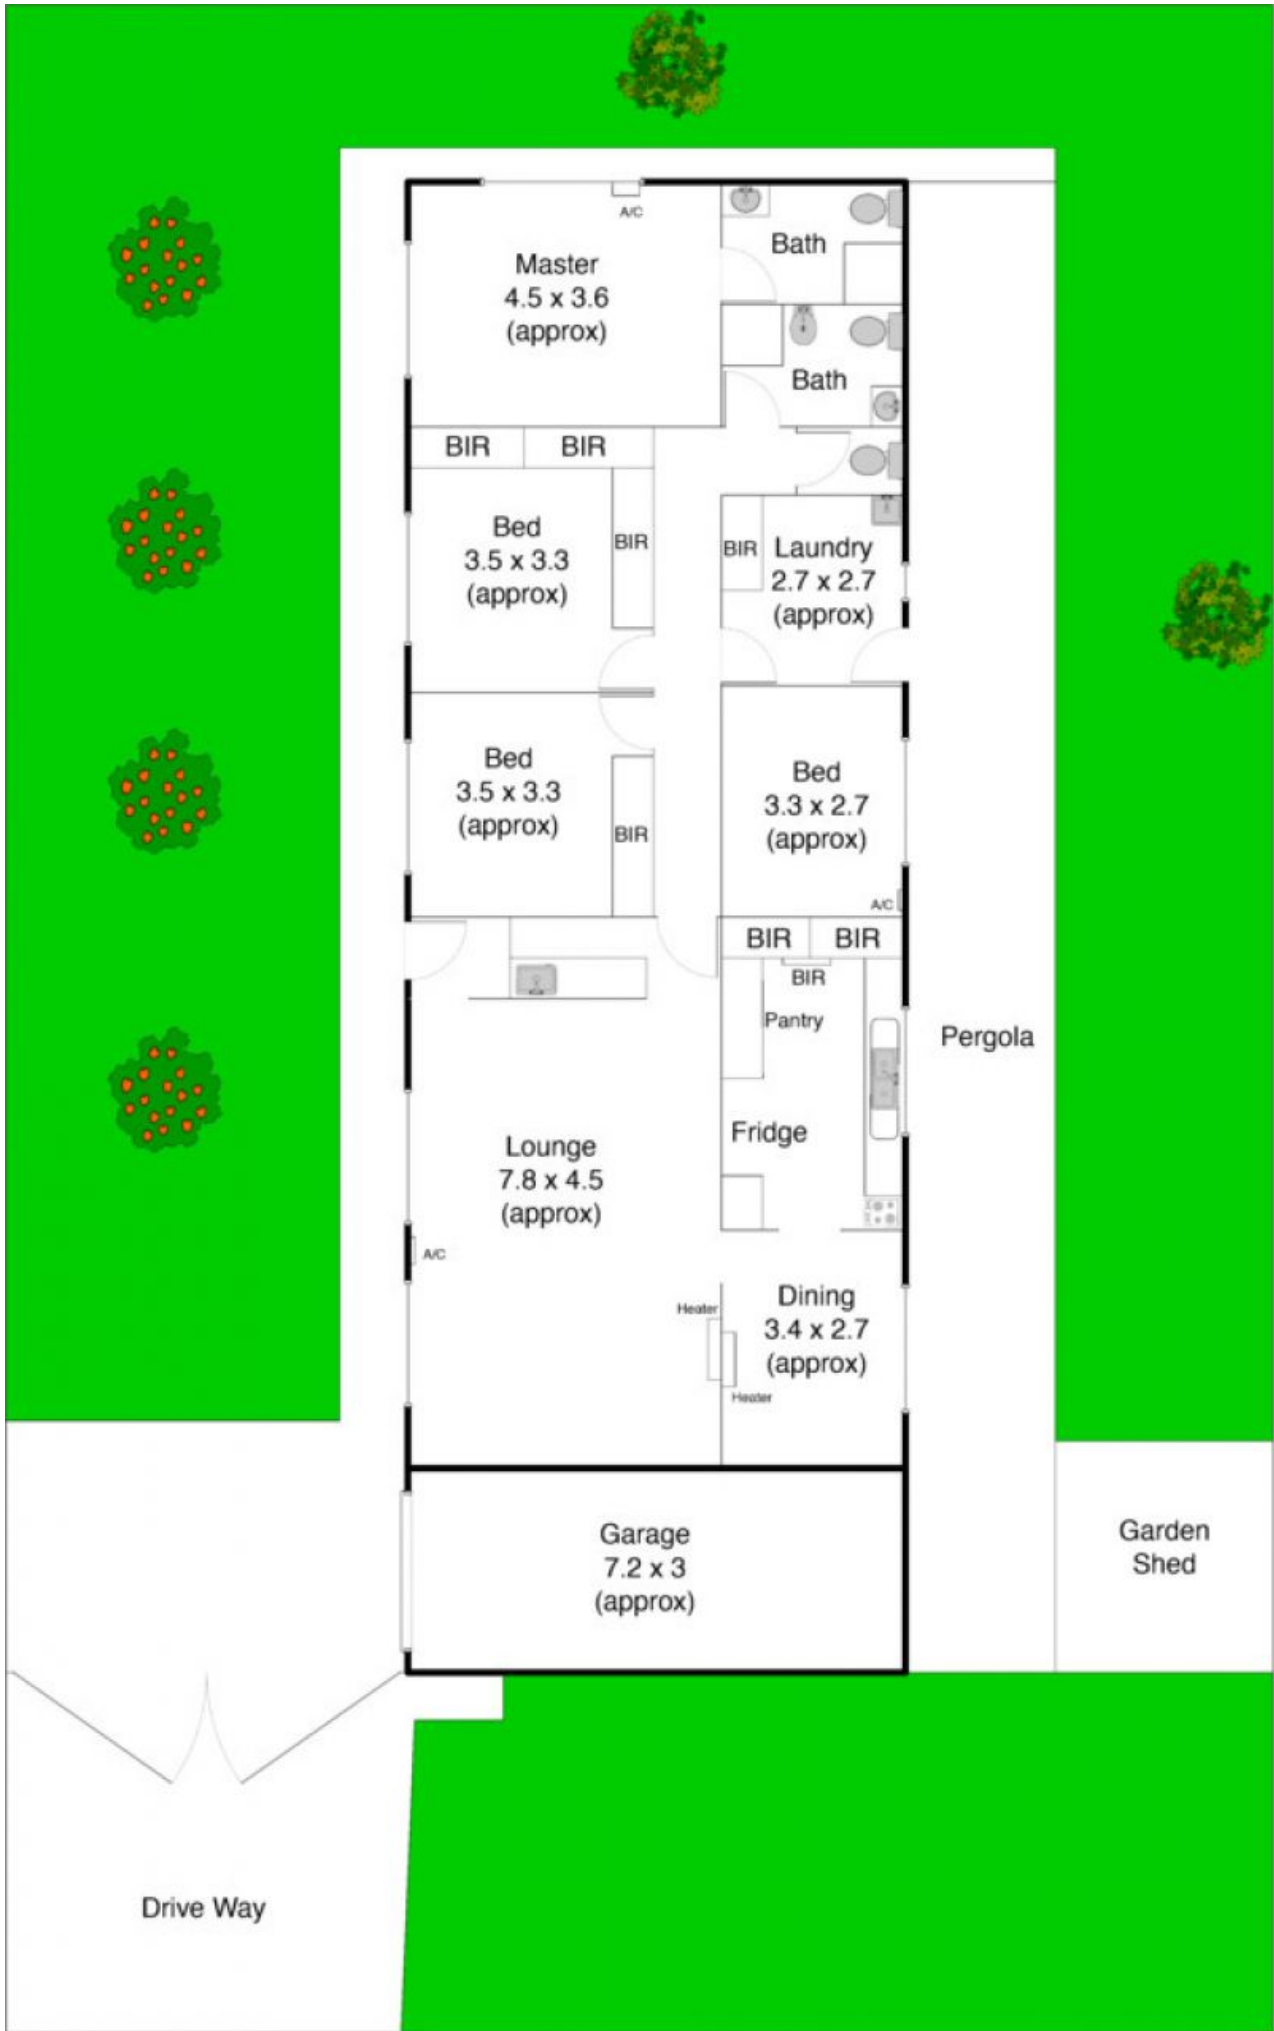 A/C
Master
4.5 x 3.6
(approx)
Bath
Bath
BIR
BIR
Bed
3.5 x 3.3
(approx)
BIR
BIR
Laundry
2.7 x 2.7
(approx)
Bed
3.5 x 3.3
(approx)
BIR
Bed
3.3 x 2.7
(approx)
A/C
BIR
BIR
BIR
Pantry
Pergola
Fridge
Lounge
7.8 x 4.5
(approx)
A/C
Heater
Dining
3.4 x 2.7
(approx)
Heater
Garage
7.2 x 3
(approx)
Garden
Shed
Drive Way